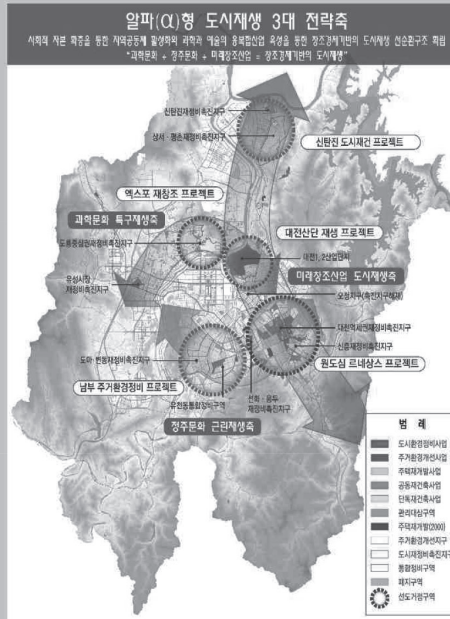 알파(α)형 도시재생 3대 전략축
사회적 자본 확충을 통한 지역공동체 활성화와 과학과 예술의 융복합산업 육성을 통한 창조경제기반의 도시재생 선순환구조 확립
"과학문화 + 정주문화 + 미래창조산업 = 창조경제기반의 도시재생"
신탄진재정비촉진지구
상서·평촌재정비촉진지구
신탄진 도시재건 프로젝트
엑스포 재창조 프로젝트
과학문화 특구재생축
대전산단 재생 프로젝트
도룡중심권재정비촉진지구
대전1, 2산업단지
미래창조산업 도시재생축
유성시장
재정비촉진지구
오정지구(촉진지구해제)
대전역세권재정비촉진지구
신흥재정비촉진지구
도마·변동재정비촉진지구
원도심 르네상스 프로젝트
남부 주거환경정비 프로젝트
선화·용두
재정비촉진지구
유천동통합정비구역
정주문화 근린재생축
범 례
도시환경정비사업
주거환경개선사업
주택재개발사업
공동재건축사업
단독재건축사업
관리대상구역
주택재개발(2000)
주거환경개선지구
도시재정비촉진지구
통합정비구역
해지구역
선도거점구역